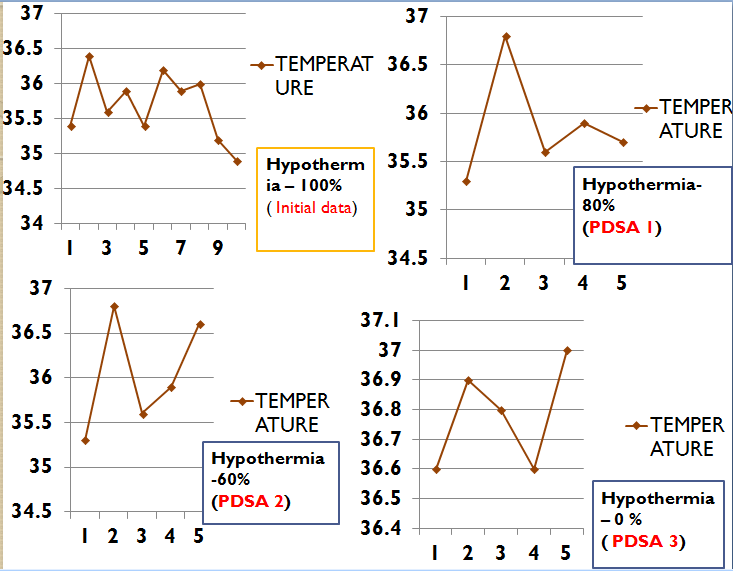 37
36.5
36
35.5
35
34.5
34
1 3 5 7 9
TEMPERAT
URE
Hypotherm
ia – 100%
( Initial data)
37
36.5
36
35.5
35
34.5
1 2 3 4 5
TEMPER
ATURE
Hypothermia-
80%
(PDSA 1)
37
36.5
36
35.5
35
34.5
1 2 3 4 5
TEMPER
ATURE
Hypothermia
-60%
(PDSA 2)
37.1
37
36.9
36.8
36.7
36.6
36.5
36.4
1 2 3 4 5
TEMPER
ATURE
Hypothermia
– 0 %
( PDSA 3)